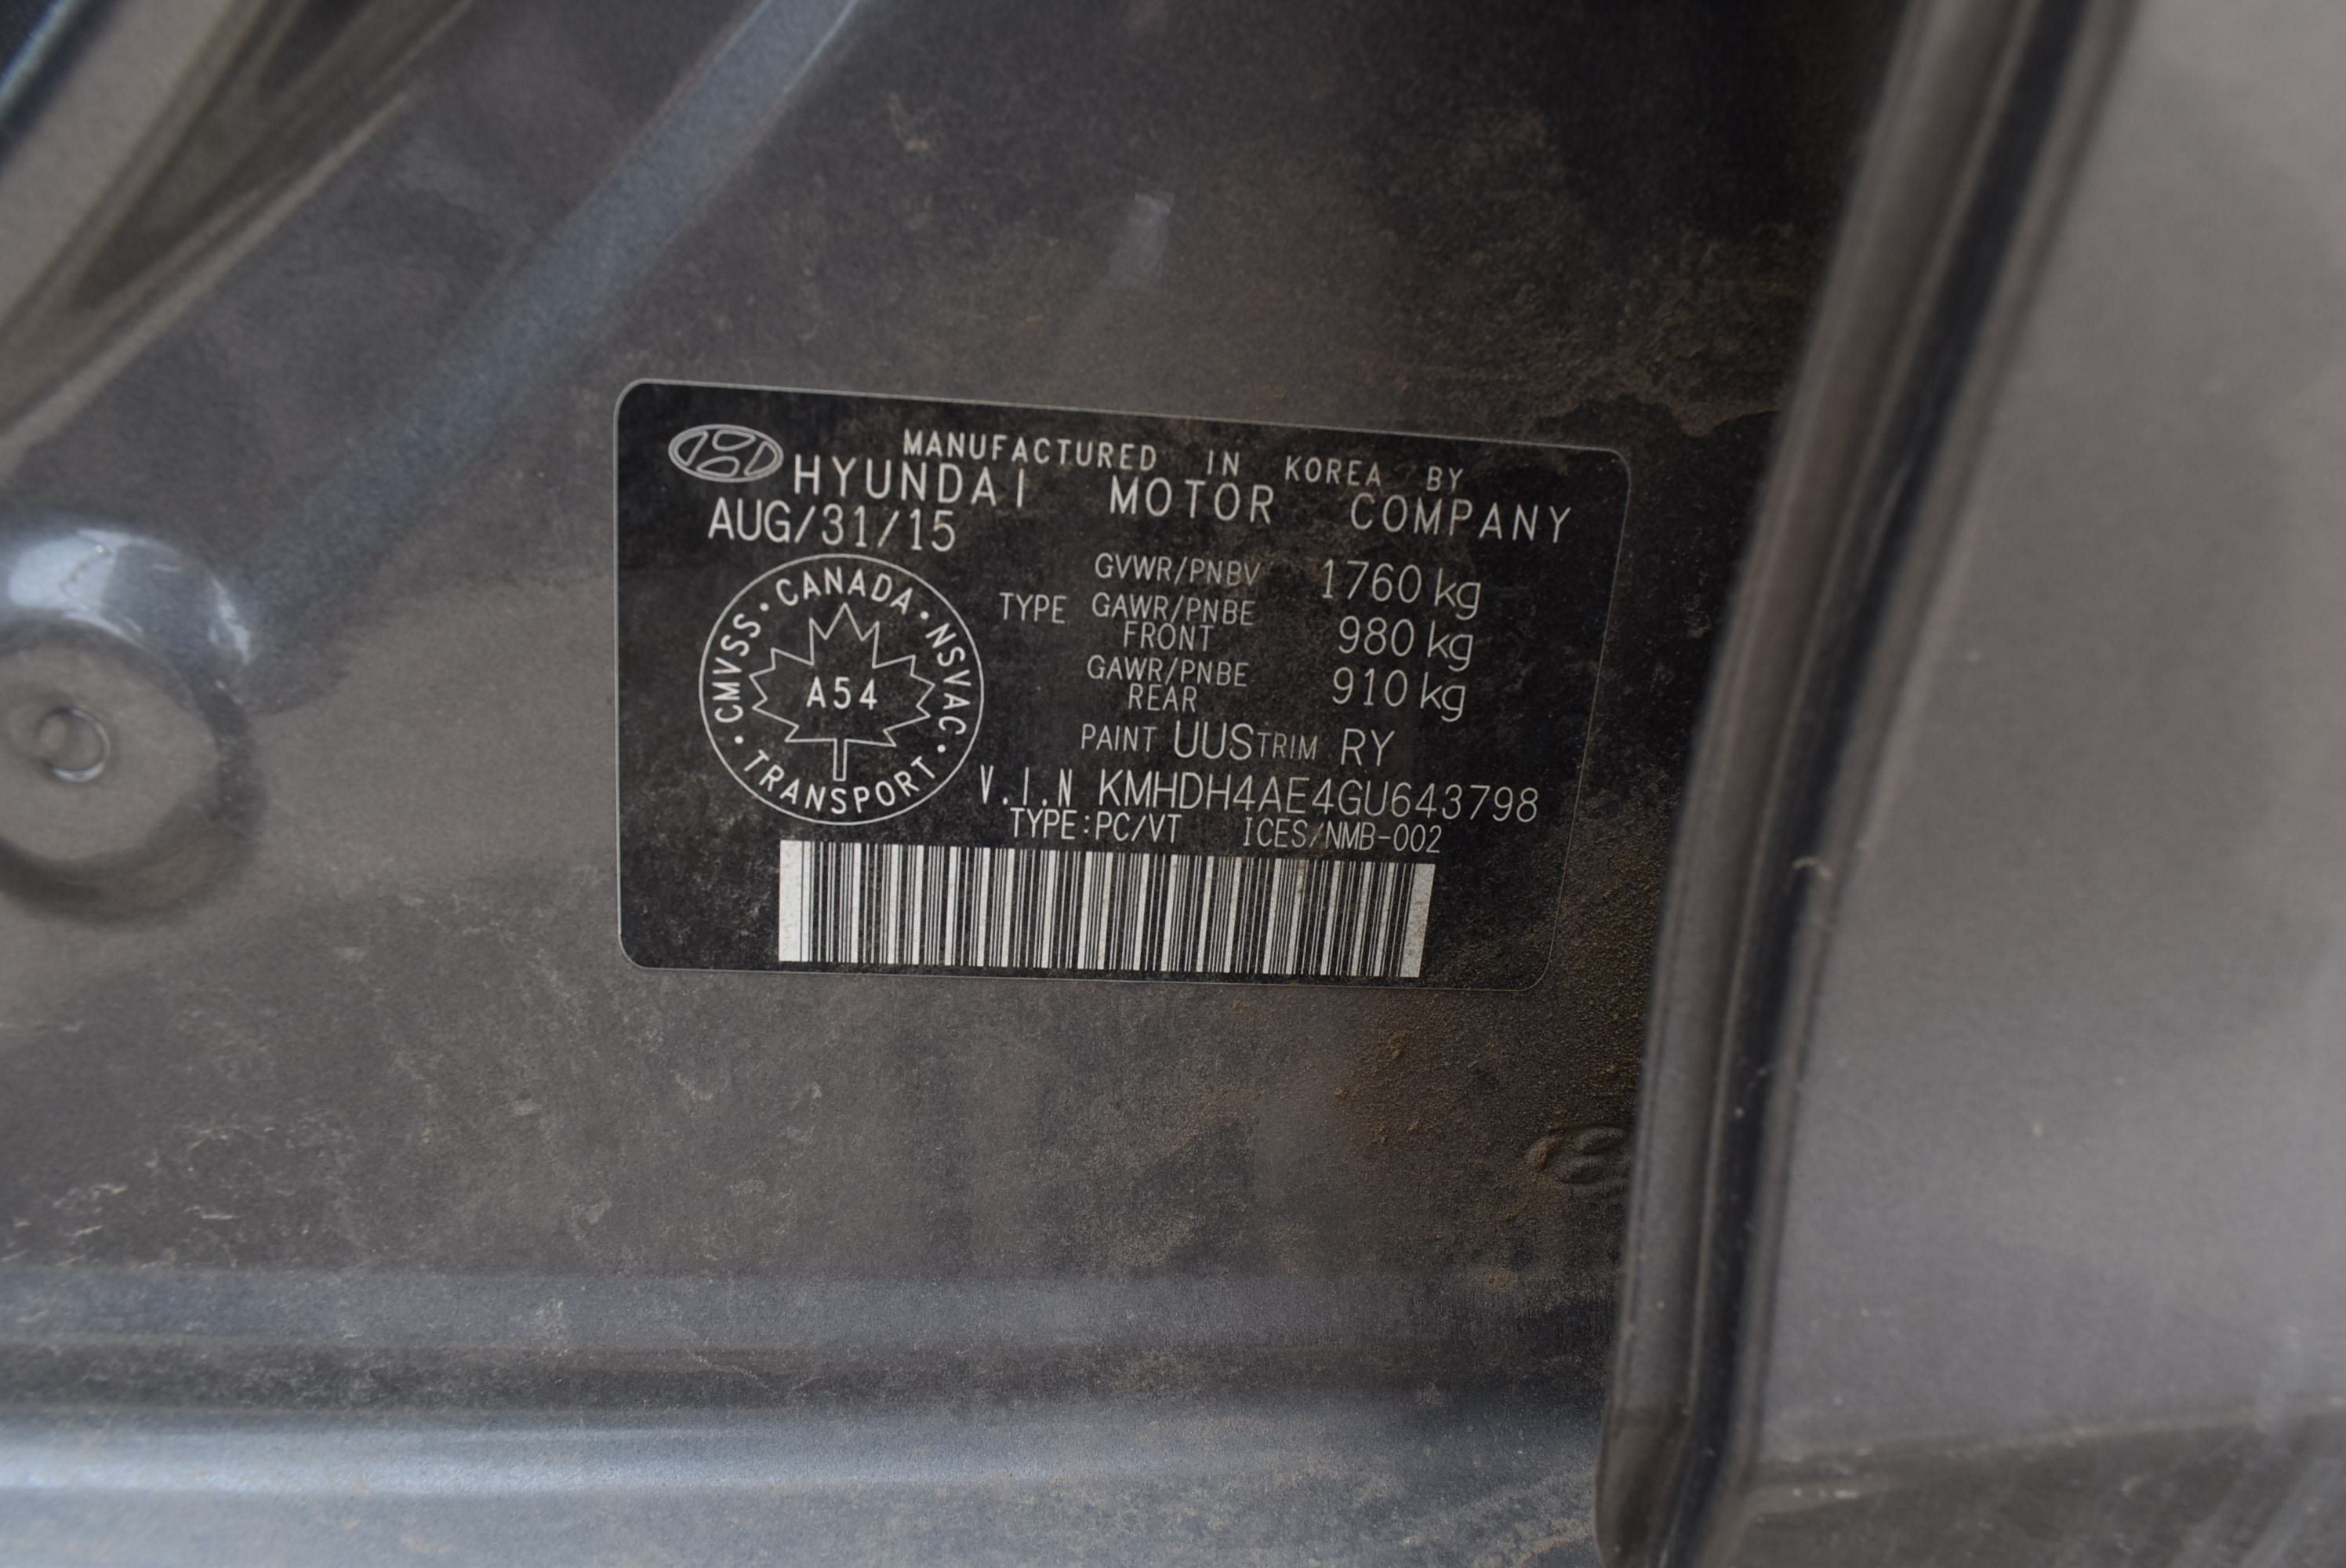 MANUFACTURED IN KOREA BY
HYUNDAI MOTOR COMPANY
AUG/31/15
CMVSS • CANADA • NSVAC • TRANSPORT •
A54
GVWR/PNBV 1760 kg
TYPE GAWR/PNBE FRONT 980 kg
GAWR/PNBE REAR 910 kg
PAINT UUS TRIM RY
V.I.N KMHDH4AE4GU643798
TYPE:PC/VT ICES/NMB-002